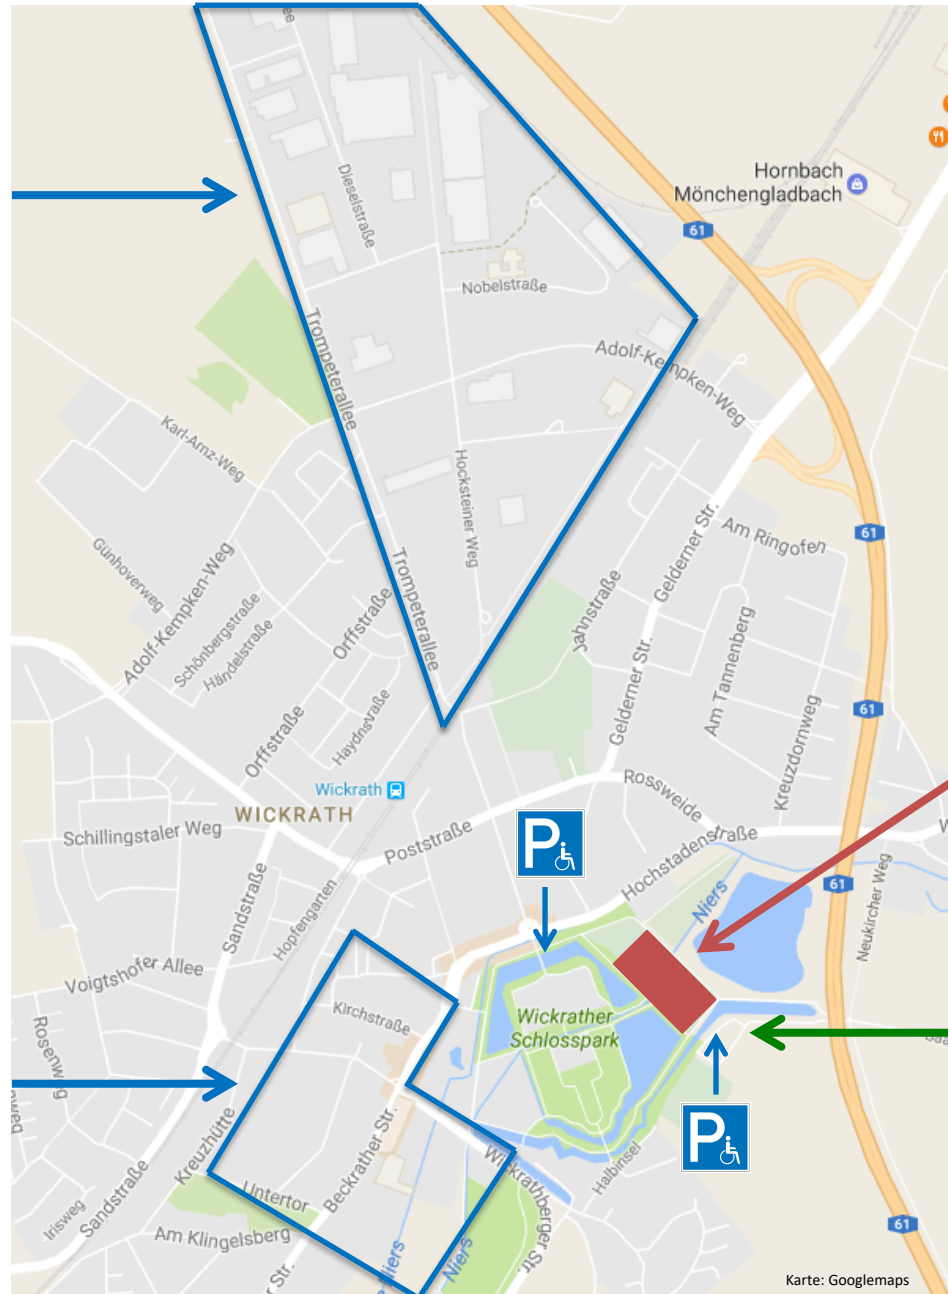 Hornbach
Mönchengladbach
61
Dieselstraße
Nobelstraße
Trompeterallee
Adolf-Kempken-Weg
Karl-Arnz-Weg
Hocksteiner Weg
Günhoverweg
Adolf-Kempken-Weg
Schönbergstraße
Händelstraße
Orffstraße
Trompeterallee
Jahnstraße
Gelderner Str.
Am Ringofen
61
Gelderner Str.
Am Tannenberg
Kreuzdornweg
61
Orffstraße
Haydnstraße
Wickrath
WICKRATH
Rossweide
Schillingstaler Weg
Poststraße
P
Hochstadenstraße
Sandstraße
Hopfengarten
Niers
61
Neukircher Weg
Voigtshofer Allee
Kirchstraße
Wickrather
Schlosspark
Rosenweg
Kreuzhütte
P
Beckrather Str.
Wickrathberger Str.
Halbinsel
Untertor
Irisweg
Sandstraße
Am Klingelsberg
61
Niers
Str.
Karte: Googlemaps